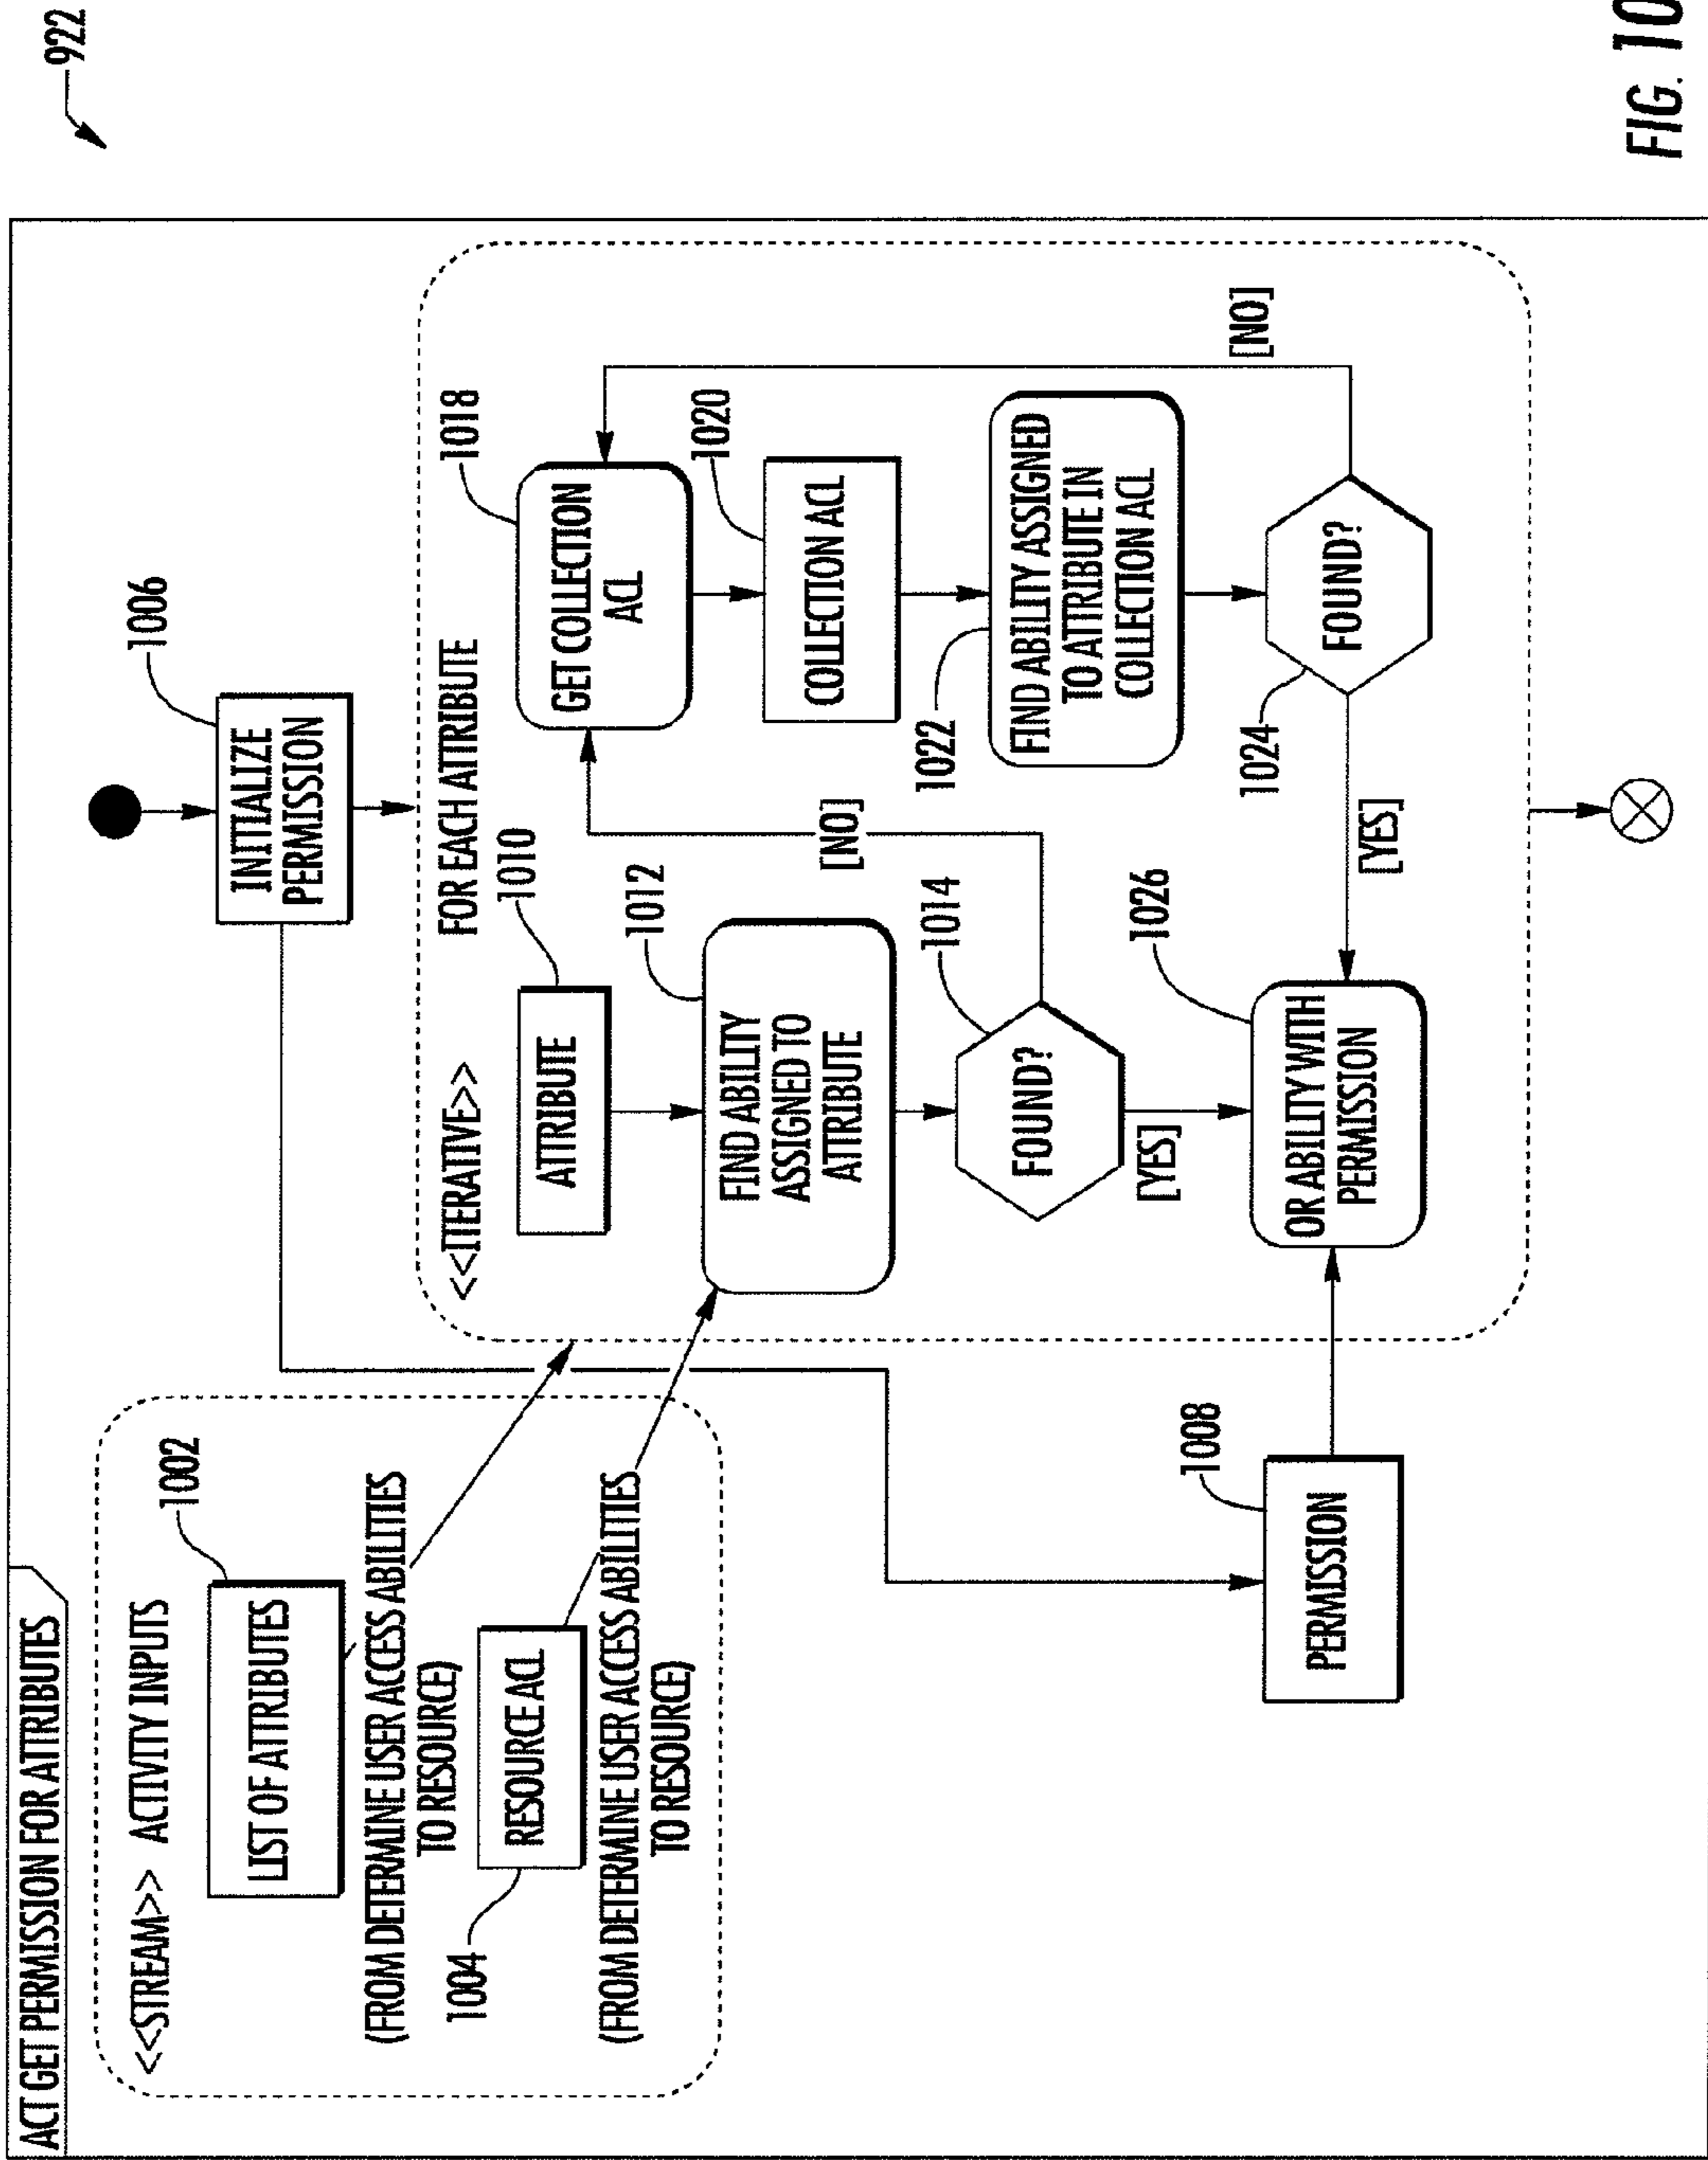 922
ACT GET PERMISSION FOR ATTRIBUTES
<<STREAM>> ACTIVITY INPUTS
1002
LIST OF ATTRIBUTES
(FROM DETERMINE USER ACCESS ABILITIES
TO RESOURCE)
1004
RESOURCE ACL
(FROM DETERMINE USER ACCESS ABILITIES
TO RESOURCE)
1006
INITIALIZE
PERMISSION
1008
PERMISSION
<<ITERATIVE>>
FOR EACH ATTRIBUTE
1010
ATTRIBUTE
1012
FIND ABILITY
ASSIGNED TO
ATTRIBUTE
1014
FOUND?
[NO]
[YES]
1018
GET COLLECTION
ACL
1020
COLLECTION ACL
1022
FIND ABILITY ASSIGNED
TO ATTRIBUTE IN
COLLECTION ACL
1024
FOUND?
[NO]
[YES]
1026
OR ABILITY WITH
PERMISSION
FIG. 10